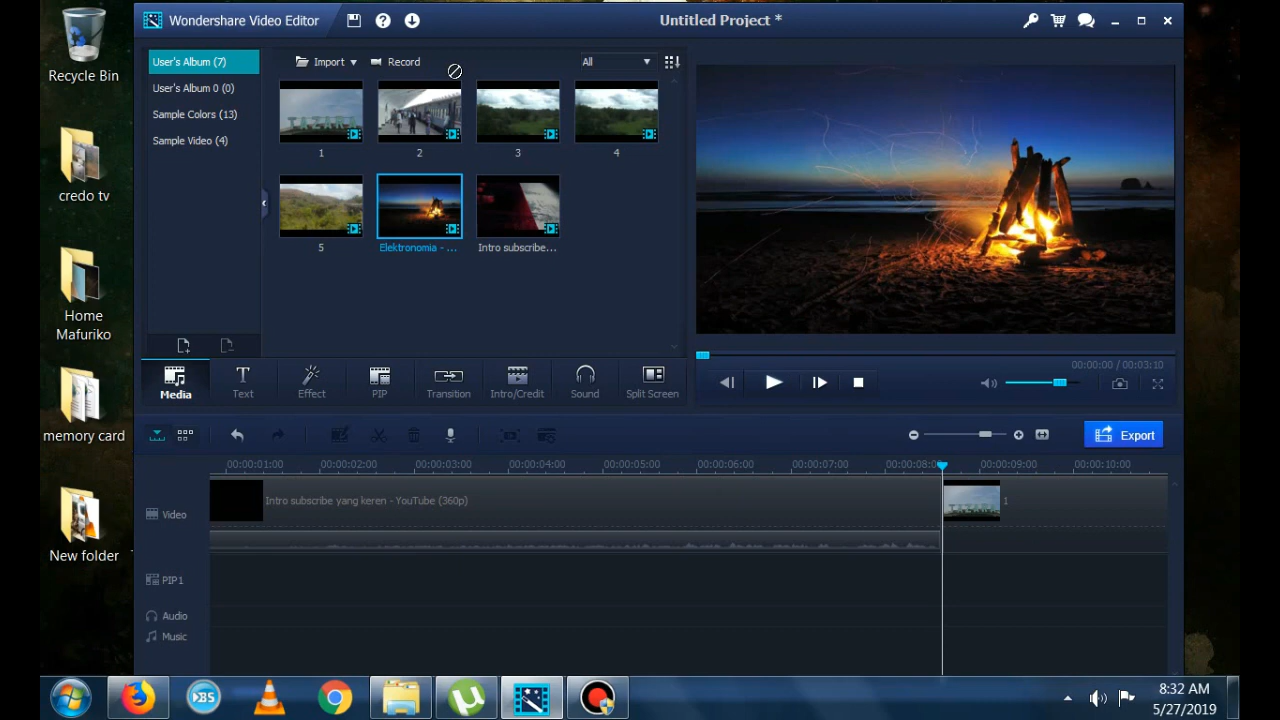 Recycle Bin
credo tv
Home
Mafuriko
memory card
New folder
Wondershare Video Editor
Untitled Project *
User's Album (7)
User's Album 0 (0)
Sample Colors (13)
Sample Video (4)
Import
Record
All
1
2
3
4
5
Elektronomia - ...
Intro subscribe...
00:00:00 / 00:03:10
Media
Text
Effect
PIP
Transition
Intro/Credit
Sound
Split Screen
Export
00:00:01:00
00:00:02:00
00:00:03:00
00:00:04:00
00:00:05:00
00:00:06:00
00:00:07:00
00:00:09:00
00:00:10:00
Video
Intro subscribe yang keren - YouTube (360p)
1
PIP1
Audio
Music
BS
8:32 AM
5/27/2019